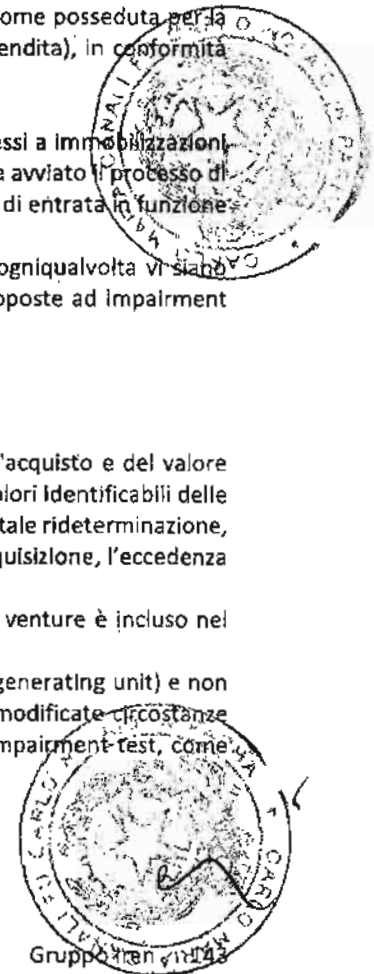 ome posseduta per la
endita), in conformità
essi a immobilizzazioni
e avviato il processo di
di entrata in funzione
ogniqualvolta vi siano
oposte ad impairment
'acquisto e del valore
alori identificabili delle
tale rideterminazione,
quisizione, l'eccedenza
venture è incluso nel
generating unit) e non
modificate circostanze
mpairment test, come
Gruppo Iren 143